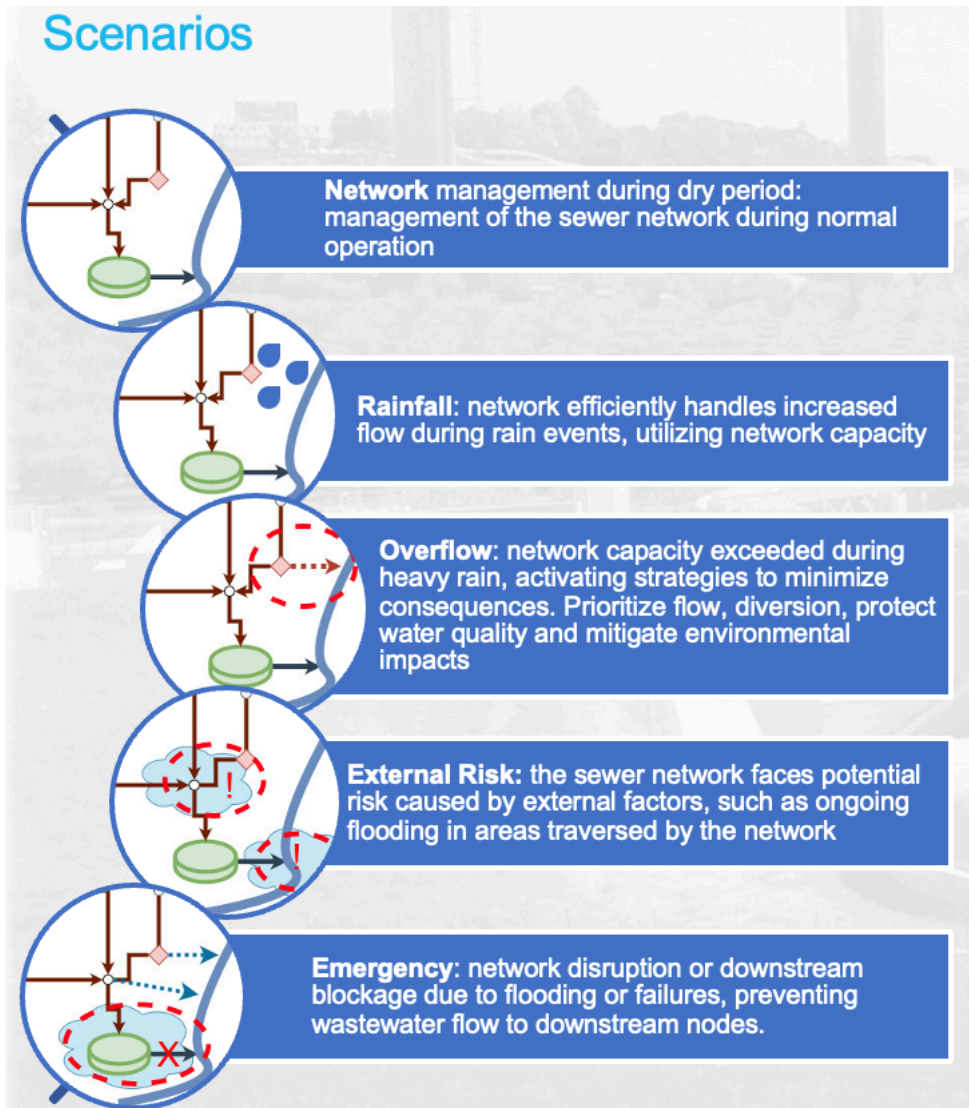 Scenarios
Network management during dry period:
management of the sewer network during normal
operation
Rainfall: network efficiently handles increased
flow during rain events, utilizing network capacity
Overflow: network capacity exceeded during
heavy rain, activating strategies to minimize
consequences. Prioritize flow, diversion, protect
water quality and mitigate environmental
impacts
!
!
External Risk: the sewer network faces potential
risk caused by external factors, such as ongoing
flooding in areas traversed by the network
X
Emergency: network disruption or downstream
blockage due to flooding or failures, preventing
wastewater flow to downstream nodes.